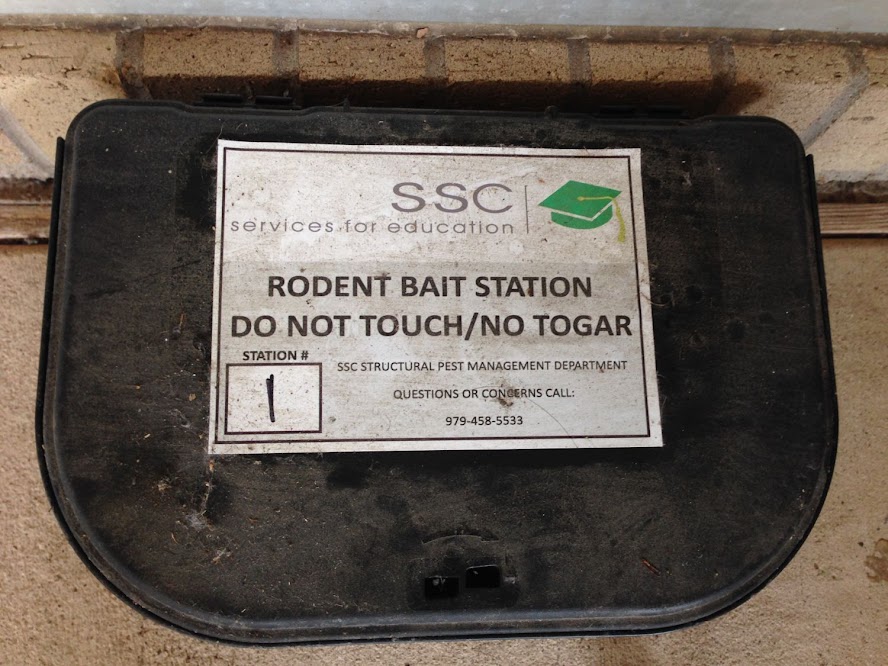 SSC
services for education
RODENT BAIT STATION
DO NOT TOUCH/NO TOGAR
STATION #
1
SSC STRUCTURAL PEST MANAGEMENT DEPARTMENT
QUESTIONS OR CONCERNS CALL:
979-458-5533